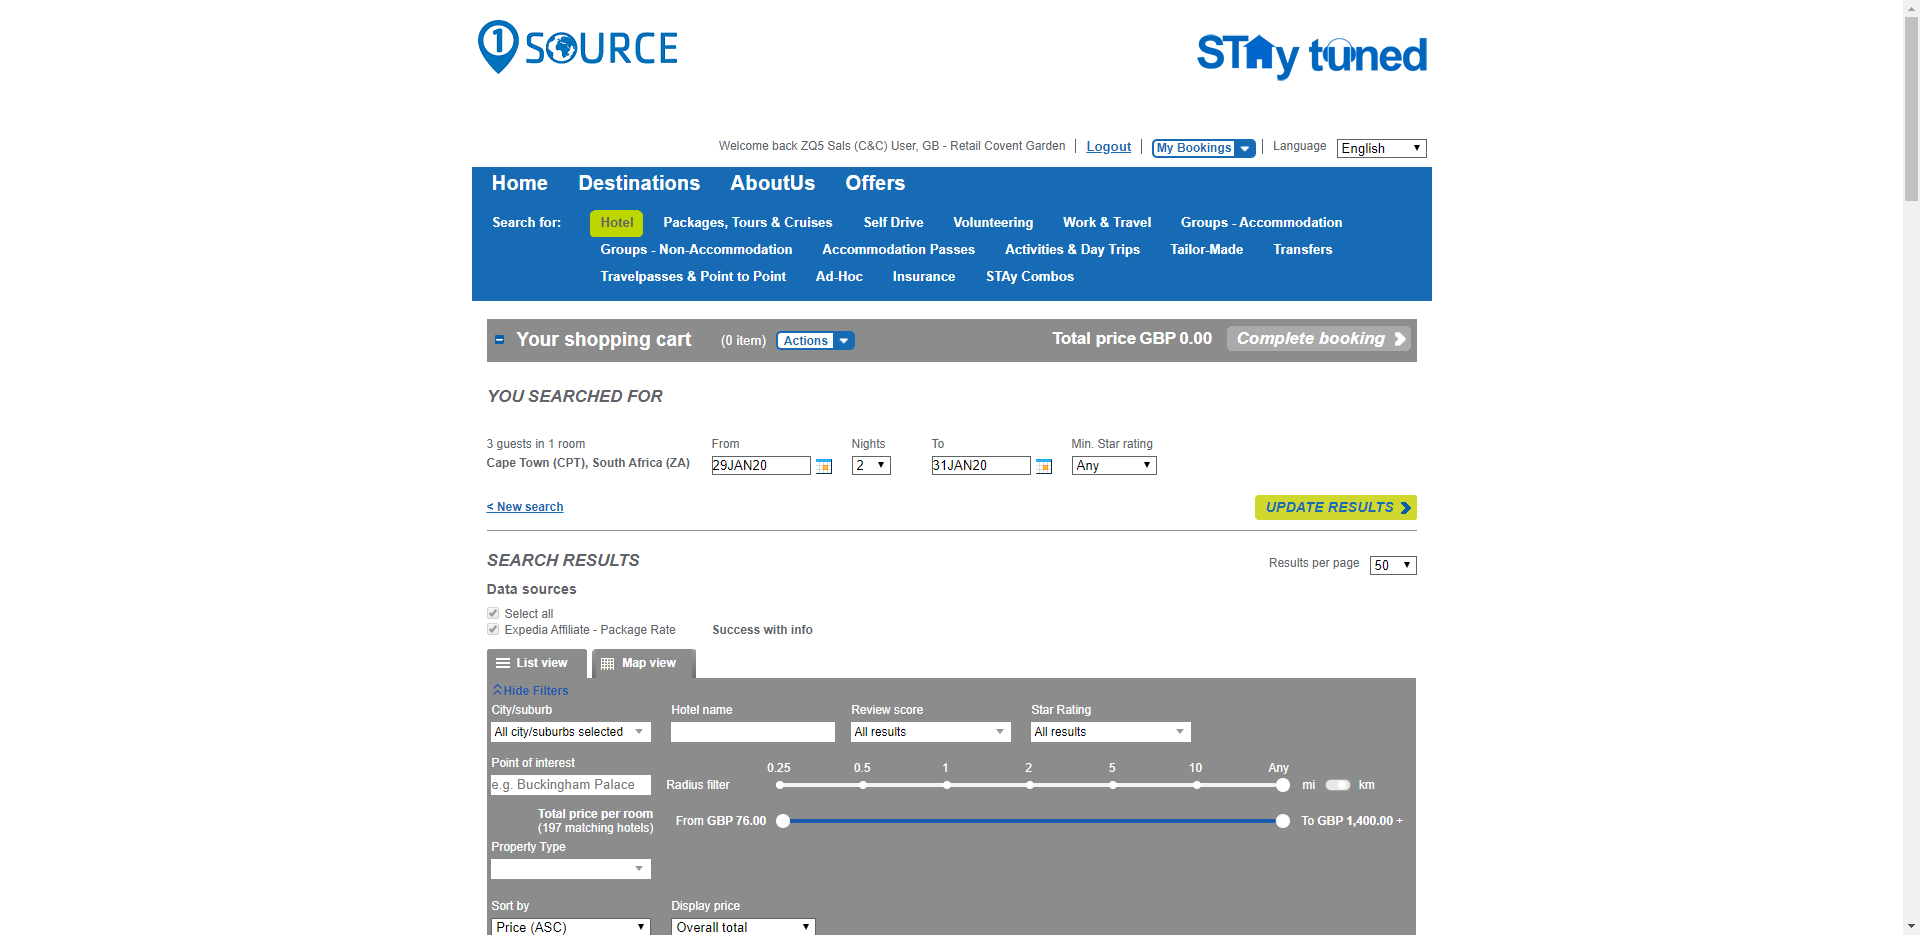 1 SOURCE
STAy tuned
Welcome back ZQ5 Sals (C&C) User, GB - Retail Covent Garden Logout My Bookings Language English
Home Destinations AboutUs Offers
Search for: Hotel Packages, Tours & Cruises Self Drive Volunteering Work & Travel Groups - Accommodation
Groups - Non-Accommodation Accommodation Passes Activities & Day Trips Tailor-Made Transfers
Travelpasses & Point to Point Ad-Hoc Insurance STAy Combos
Your shopping cart (0 item) Actions Total price GBP 0.00 Complete booking
YOU SEARCHED FOR
3 guests in 1 room From Nights To Min. Star rating
Cape Town (CPT), South Africa (ZA) 29JAN20 2 31JAN20 Any
< New search UPDATE RESULTS
SEARCH RESULTS Results per page 50
Data sources
Select all
Expedia Affiliate - Package Rate Success with info
List view Map view
Hide Filters
City/suburb Hotel name Review score Star Rating
All city/suburbs selected All results All results
Point of interest 0.25 0.5 1 2 5 10 Any
e.g. Buckingham Palace Radius filter mi km
Total price per room From GBP 76.00 To GBP 1,400.00 +
(197 matching hotels)
Property Type
Sort by Display price
Price (ASC) Overall total